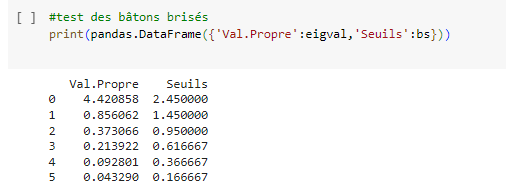 [ ] #test des bâtons brisés
print(pandas.DataFrame({'Val.Propre':eigval,'Seuils':bs}))
Val.Propre Seuils
0 4.420858 2.450000
1 0.856062 1.450000
2 0.373066 0.950000
3 0.213922 0.616667
4 0.092801 0.366667
5 0.043290 0.166667